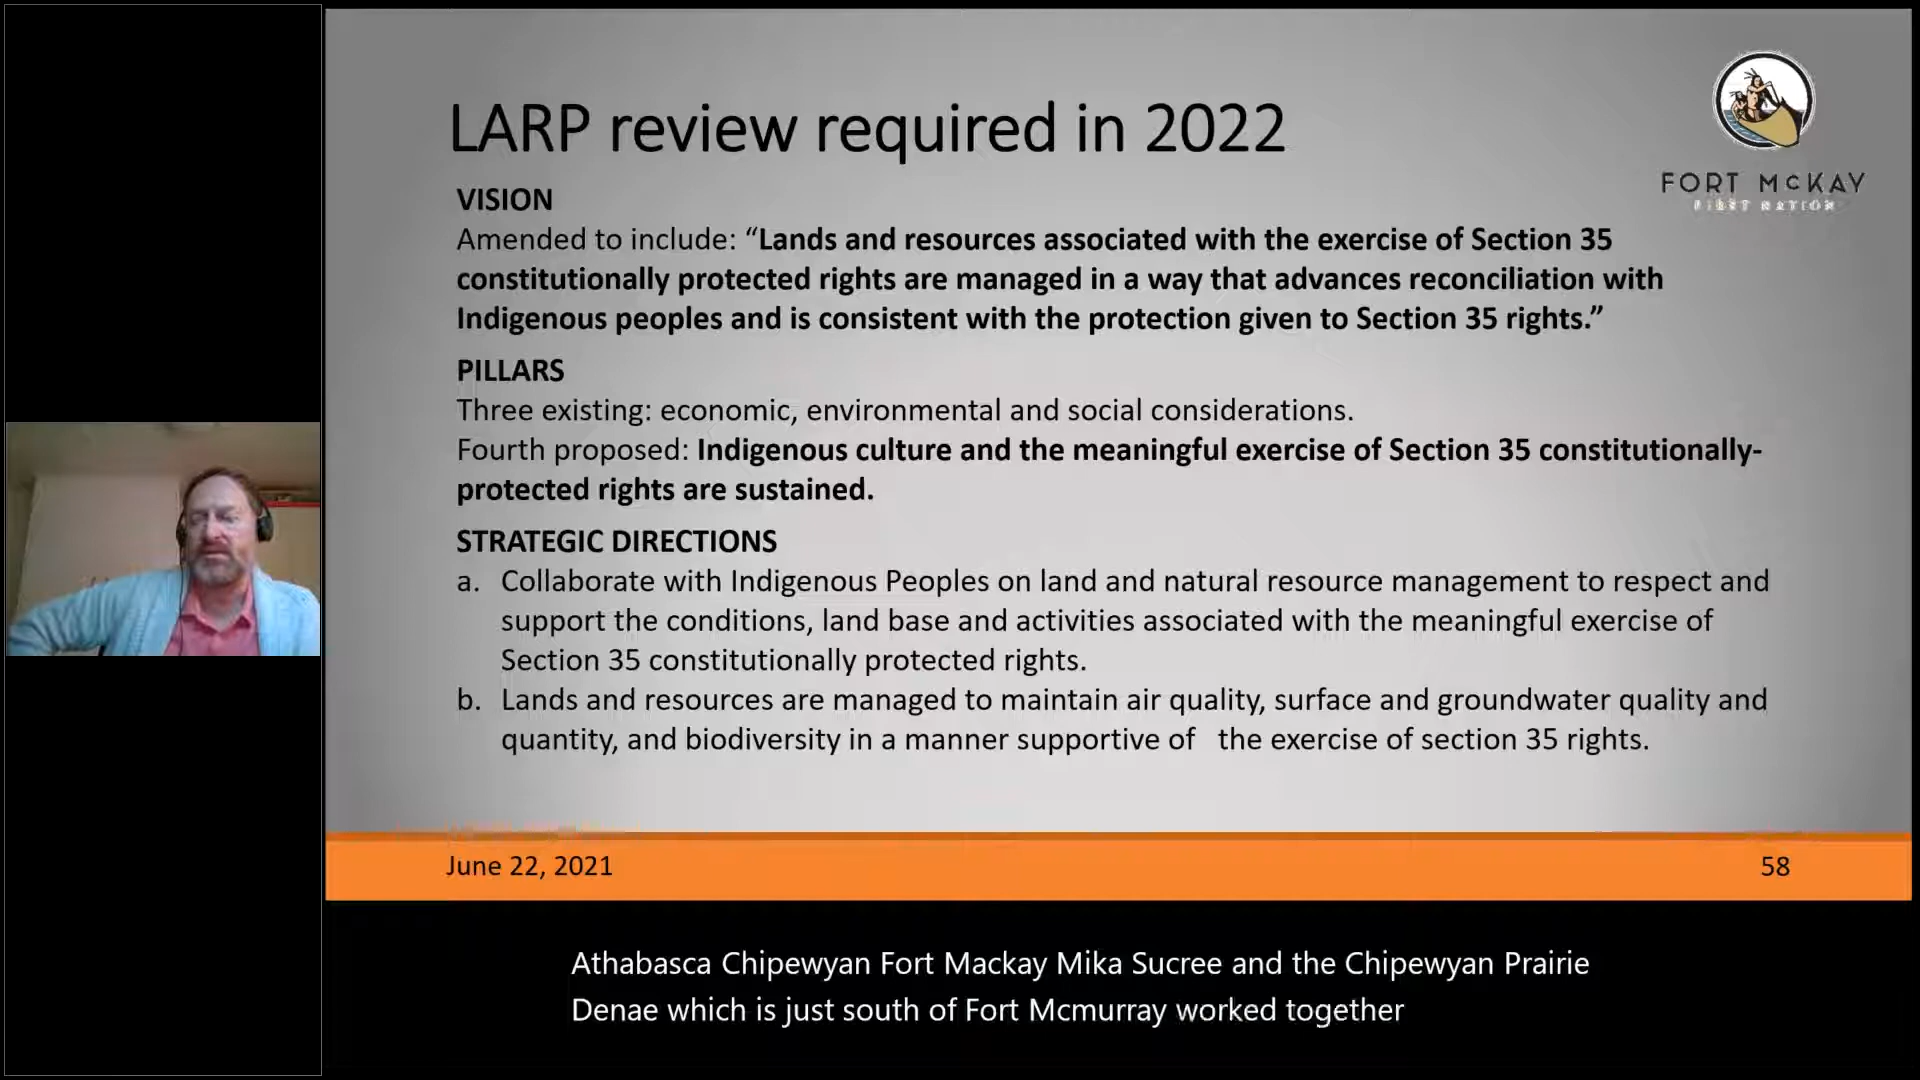 LARP review required in 2022
FORT McKAY
FIRST NATION
VISION
Amended to include: “Lands and resources associated with the exercise of Section 35
constitutionally protected rights are managed in a way that advances reconciliation with
Indigenous peoples and is consistent with the protection given to Section 35 rights.”
PILLARS
Three existing: economic, environmental and social considerations.
Fourth proposed: Indigenous culture and the meaningful exercise of Section 35 constitutionally-
protected rights are sustained.
STRATEGIC DIRECTIONS
a. Collaborate with Indigenous Peoples on land and natural resource management to respect and
support the conditions, land base and activities associated with the meaningful exercise of
Section 35 constitutionally protected rights.
b. Lands and resources are managed to maintain air quality, surface and groundwater quality and
quantity, and biodiversity in a manner supportive of the exercise of section 35 rights.
June 22, 2021
58
Athabasca Chipewyan Fort Mackay Mika Sucree and the Chipewyan Prairie
Denae which is just south of Fort Mcmurray worked together